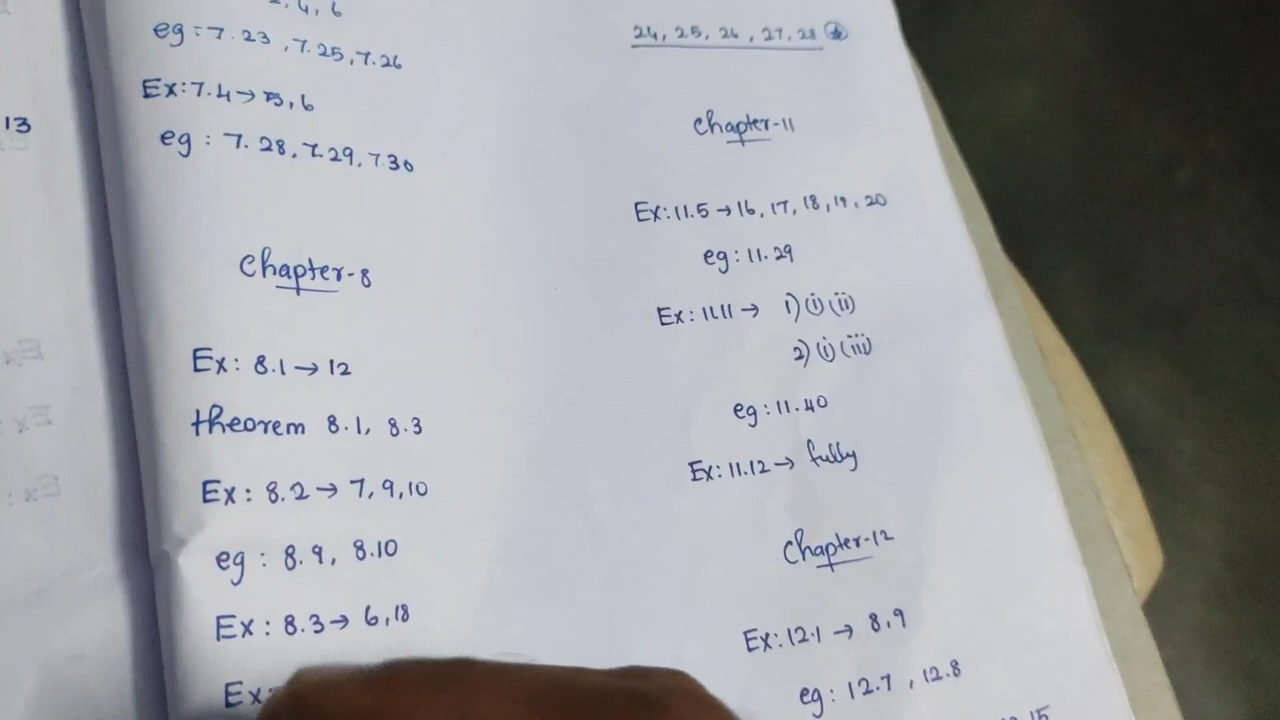 4, 6
eg : 7.23, 7.25, 7.26
Ex: 7.4 → 5, 6
eg : 7.28, 7.29, 7.30
Chapter-8
Ex: 8.1 → 12
theorem 8.1, 8.3
Ex: 8.2 → 7, 9, 10
eg : 8.9, 8.10
Ex: 8.3 → 6, 18
Ex:
13
24, 25, 26, 27, 28
Chapter-11
Ex: 11.5 → 16, 17, 18, 19, 20
eg : 11.29
Ex: 11.11 → 1) (i) (ii)
2) (i) (iii)
eg : 11.40
Ex: 11.12 → fully
Chapter-12
Ex: 12.1 → 8, 9
eg : 12.7, 12.8
15